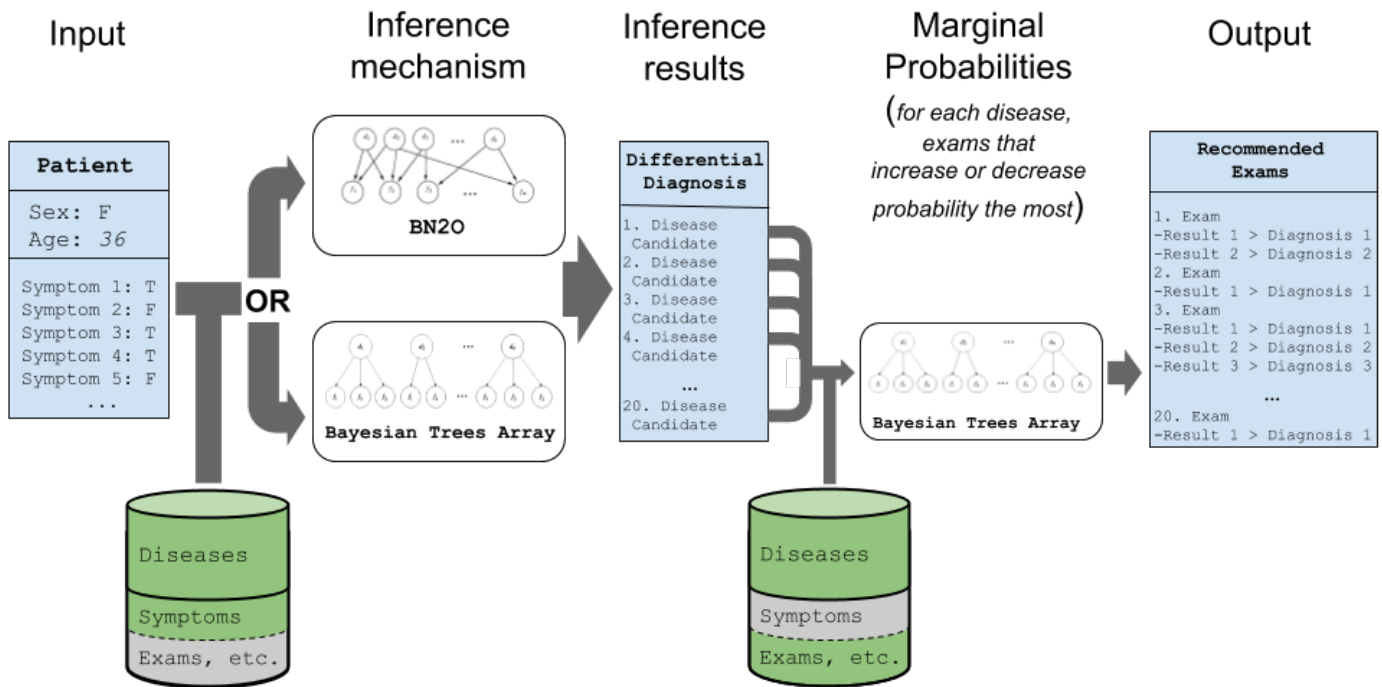 Input
Inference
mechanism
Inference
results
Marginal
Probabilities
(for each disease,
exams that
increase or decrease
probability the most)
Output
Patient
Sex: F
Age: 36
Symptom 1: T
Symptom 2: F
Symptom 3: T
Symptom 4: T
Symptom 5: F
...
OR
...
...
BN2O
...
...
Bayesian Trees Array
Differential
Diagnosis
1. Disease
Candidate
2. Disease
Candidate
3. Disease
Candidate
4. Disease
Candidate
...
20. Disease
Candidate
...
...
Bayesian Trees Array
Recommended
Exams
1. Exam
-Result 1 > Diagnosis 1
-Result 2 > Diagnosis 2
2. Exam
-Result 1 > Diagnosis 1
3. Exam
-Result 1 > Diagnosis 1
-Result 2 > Diagnosis 2
-Result 3 > Diagnosis 3
...
20. Exam
-Result 1 > Diagnosis 1
Diseases
Symptoms
Exams, etc.
Diseases
Symptoms
Exams, etc.